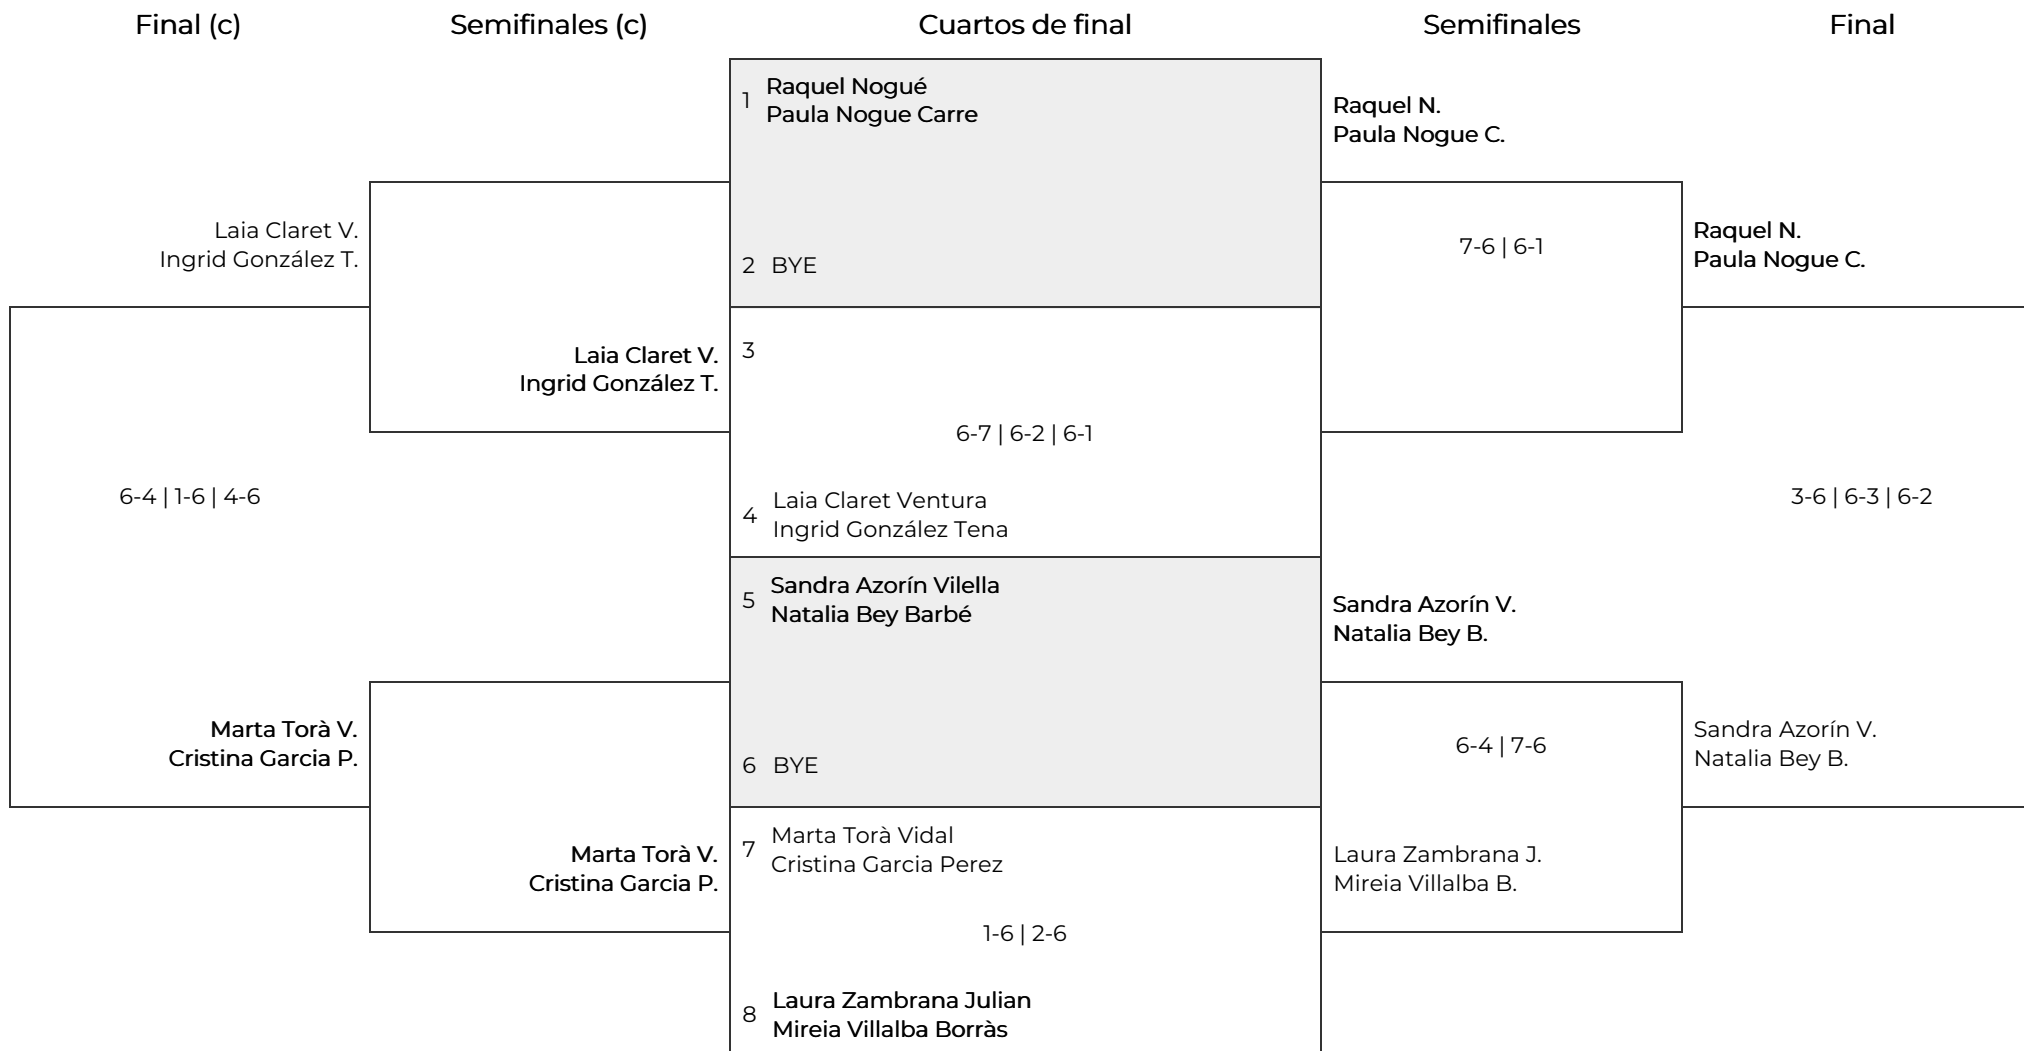 Final (c)
Semifinales (c)
Cuartos de final
Semifinales
Final
Laia Claret V.
Ingrid González T.
6-4 | 1-6 | 4-6
Marta Torà V.
Cristina Garcia P.
Laia Claret V.
Ingrid González T.
Marta Torà V.
Cristina Garcia P.
1 Raquel Nogué
Paula Nogue Carre
2 BYE
3
6-7 | 6-2 | 6-1
4 Laia Claret Ventura
Ingrid González Tena
5 Sandra Azorín Vilella
Natalia Bey Barbé
6 BYE
7 Marta Torà Vidal
Cristina Garcia Perez
1-6 | 2-6
8 Laura Zambrana Julian
Mireia Villalba Borràs
Raquel N.
Paula Nogue C.
7-6 | 6-1
Sandra Azorín V.
Natalia Bey B.
6-4 | 7-6
Laura Zambrana J.
Mireia Villalba B.
Raquel N.
Paula Nogue C.
3-6 | 6-3 | 6-2
Sandra Azorín V.
Natalia Bey B.